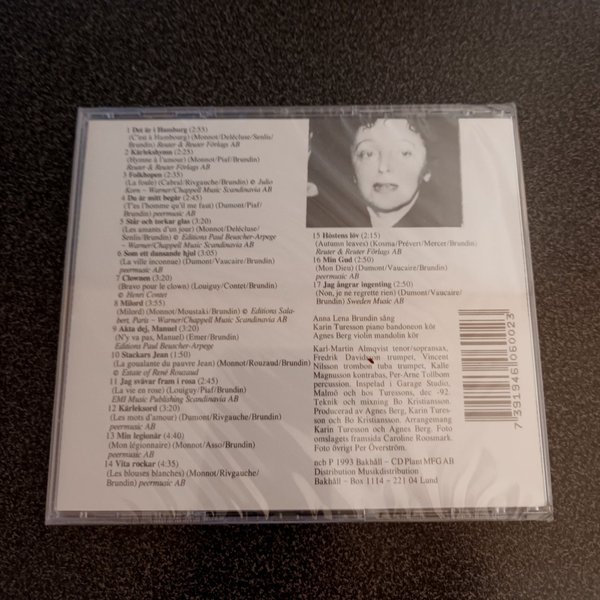 1 Det är i Hamburg (2:55)
(C'est à Hambourg) (Monnot/Delécluse/Senlis/
Brundin) Reuter & Reuter Förlags AB
2 Kärlekshymn (2:25)
(Hymne à l'amour) (Monnot/Piaf/Brundin)
Reuter & Reuter Förlags AB
3 Folkhopen (2:35)
(La foule) (Cabral/Rivgauche/Brundin) © Julio
Korn – Warner/Chappell Music Scandinavia AB
4 Du är mitt begär (2:45)
(T'es l'homme qu'il me faut) (Dumont/Piaf/
Brundin) peermusic AB
5 Står och torkar glas (3:20)
(Les amants d'un jour) (Monnot/Delécluse/
Senlis/Brundin) © Editions Paul Beuscher-Arpege
– Warner/Chappell Music Scandinavia AB
6 Som ett dansande hjul (3:05)
(La ville inconnue) (Dumont/Vaucaire/Brundin)
peermusic AB
7 Clownen (3:20)
(Bravo pour le clown) (Louiguy/Contet/Brundin)
© Henri Contet
8 Milord (3:55)
(Milord) (Monnot/Moustaki/Brundin) © Editions Sala-
bert, Paris – Warner/Chappell Music Scandinavia AB
9 Akta dej, Manuel (3:20)
(N'y va pas, Manuel) (Emer/Brundin)
Editions Paul Beuscher-Arpege
10 Stackars Jean (1:50)
(La goualante du pauvre Jean) (Monnot/Rouzaud/Brundin)
© Estate of René Rouzaud
11 Jag svävar fram i rosa (2:45)
(La vie en rose) (Louiguy/Piaf/Brundin)
EMI Music Publishing Scandinavia AB
12 Kärleksord (3:20)
(Les mots d'amour) (Dumont/Rivgauche/Brundin)
peermusic AB
13 Min legionär (4:40)
(Mon légionnaire) (Monnot/Asso/Brundin)
14 Vita rockar (4:35)
(Les blouses blanches) (Monnot/Rivgauche/
Brundin) peermusic AB
15 Höstens löv (2:15)
(Autumn leaves) (Kosma/Prévert/Mercer/Brundin)
Reuter & Reuter Förlags AB
16 Min Gud (2:50)
(Mon Dieu) (Dumont/Vaucaire/Brundin)
peermusic AB
17 Jag ångrar ingenting (2:50)
(Non, je ne regrette rien) (Dumont/Vaucaire/
Brundin) Sweden Music AB
Anna Lena Brundin sång
Karin Turesson piano bandoneon kör
Agnes Berg violin mandolin kör
Karl-Martin Almqvist tenor/sopransax,
Fredrik Davidsson trumpet, Vincent
Nilsson trombon tuba trumpet, Kalle
Magnusson kontrabas, Per-Arne Tollbom
percussion. Inspelad i Garage Studio,
Malmö och hos Turessons, dec -92.
Teknik och mixning Bo Kristiansson.
Producerad av Agnes Berg, Karin Tures-
son och Bo Kristiansson. Arrangemang
Karin Turesson och Agnes Berg. Foto
omslagets framsida Caroline Roosmark.
Foto övrigt Per Överström.
ncb P 1993 Bakhåll – CD Plant MFG AB
Distribution Musikdistribution
Bakhåll – Box 1114 – 221 04 Lund
7 391946 060023